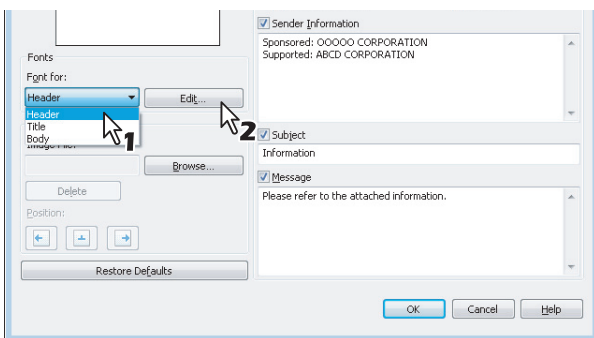 Sender Information
Sponsored: OOOOO CORPORATION
Supported: ABCD CORPORATION
Fonts
Font for:
Header
Edit...
Header
Title
Body
1
2
Image File:
Browse...
Delete
Position:
Restore Defaults
Subject
Information
Message
Please refer to the attached information.
OK
Cancel
Help